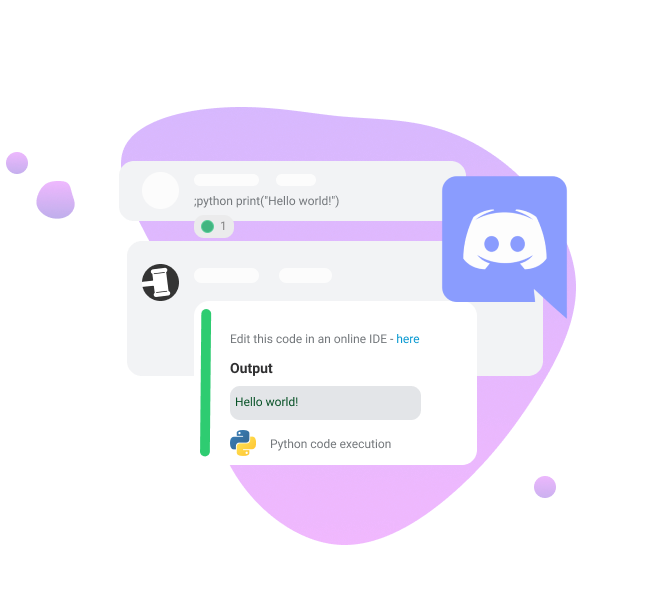 ;python print("Hello world!")
1
Edit this code in an online IDE - here
Output
Hello world!
Python code execution